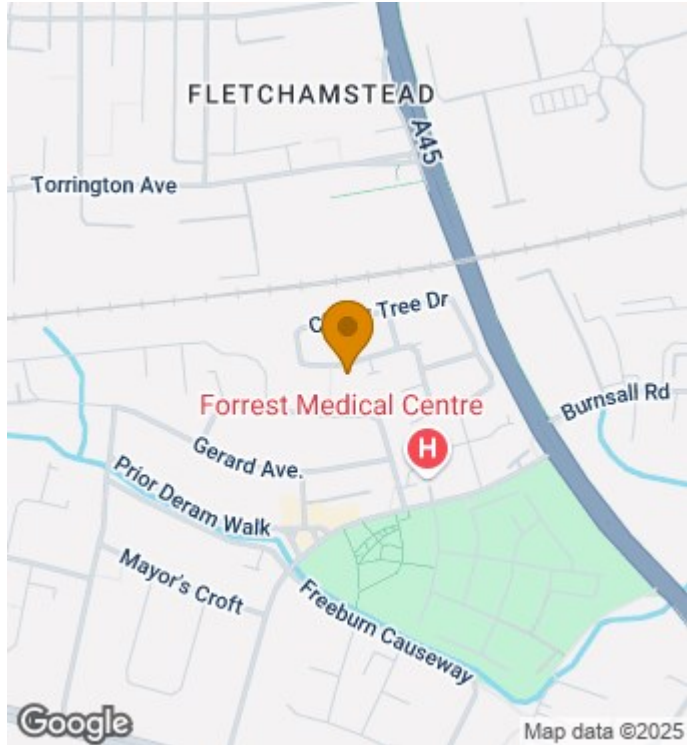 FLETCHAMSTEAD
A45
Torrington Ave
Tree Dr
Forrest Medical Centre
H
Burnsall Rd
Gerard Ave.
Prior Deram Walk
Mayor's Croft
Freeburn Causeway
Google
Map data ©2025